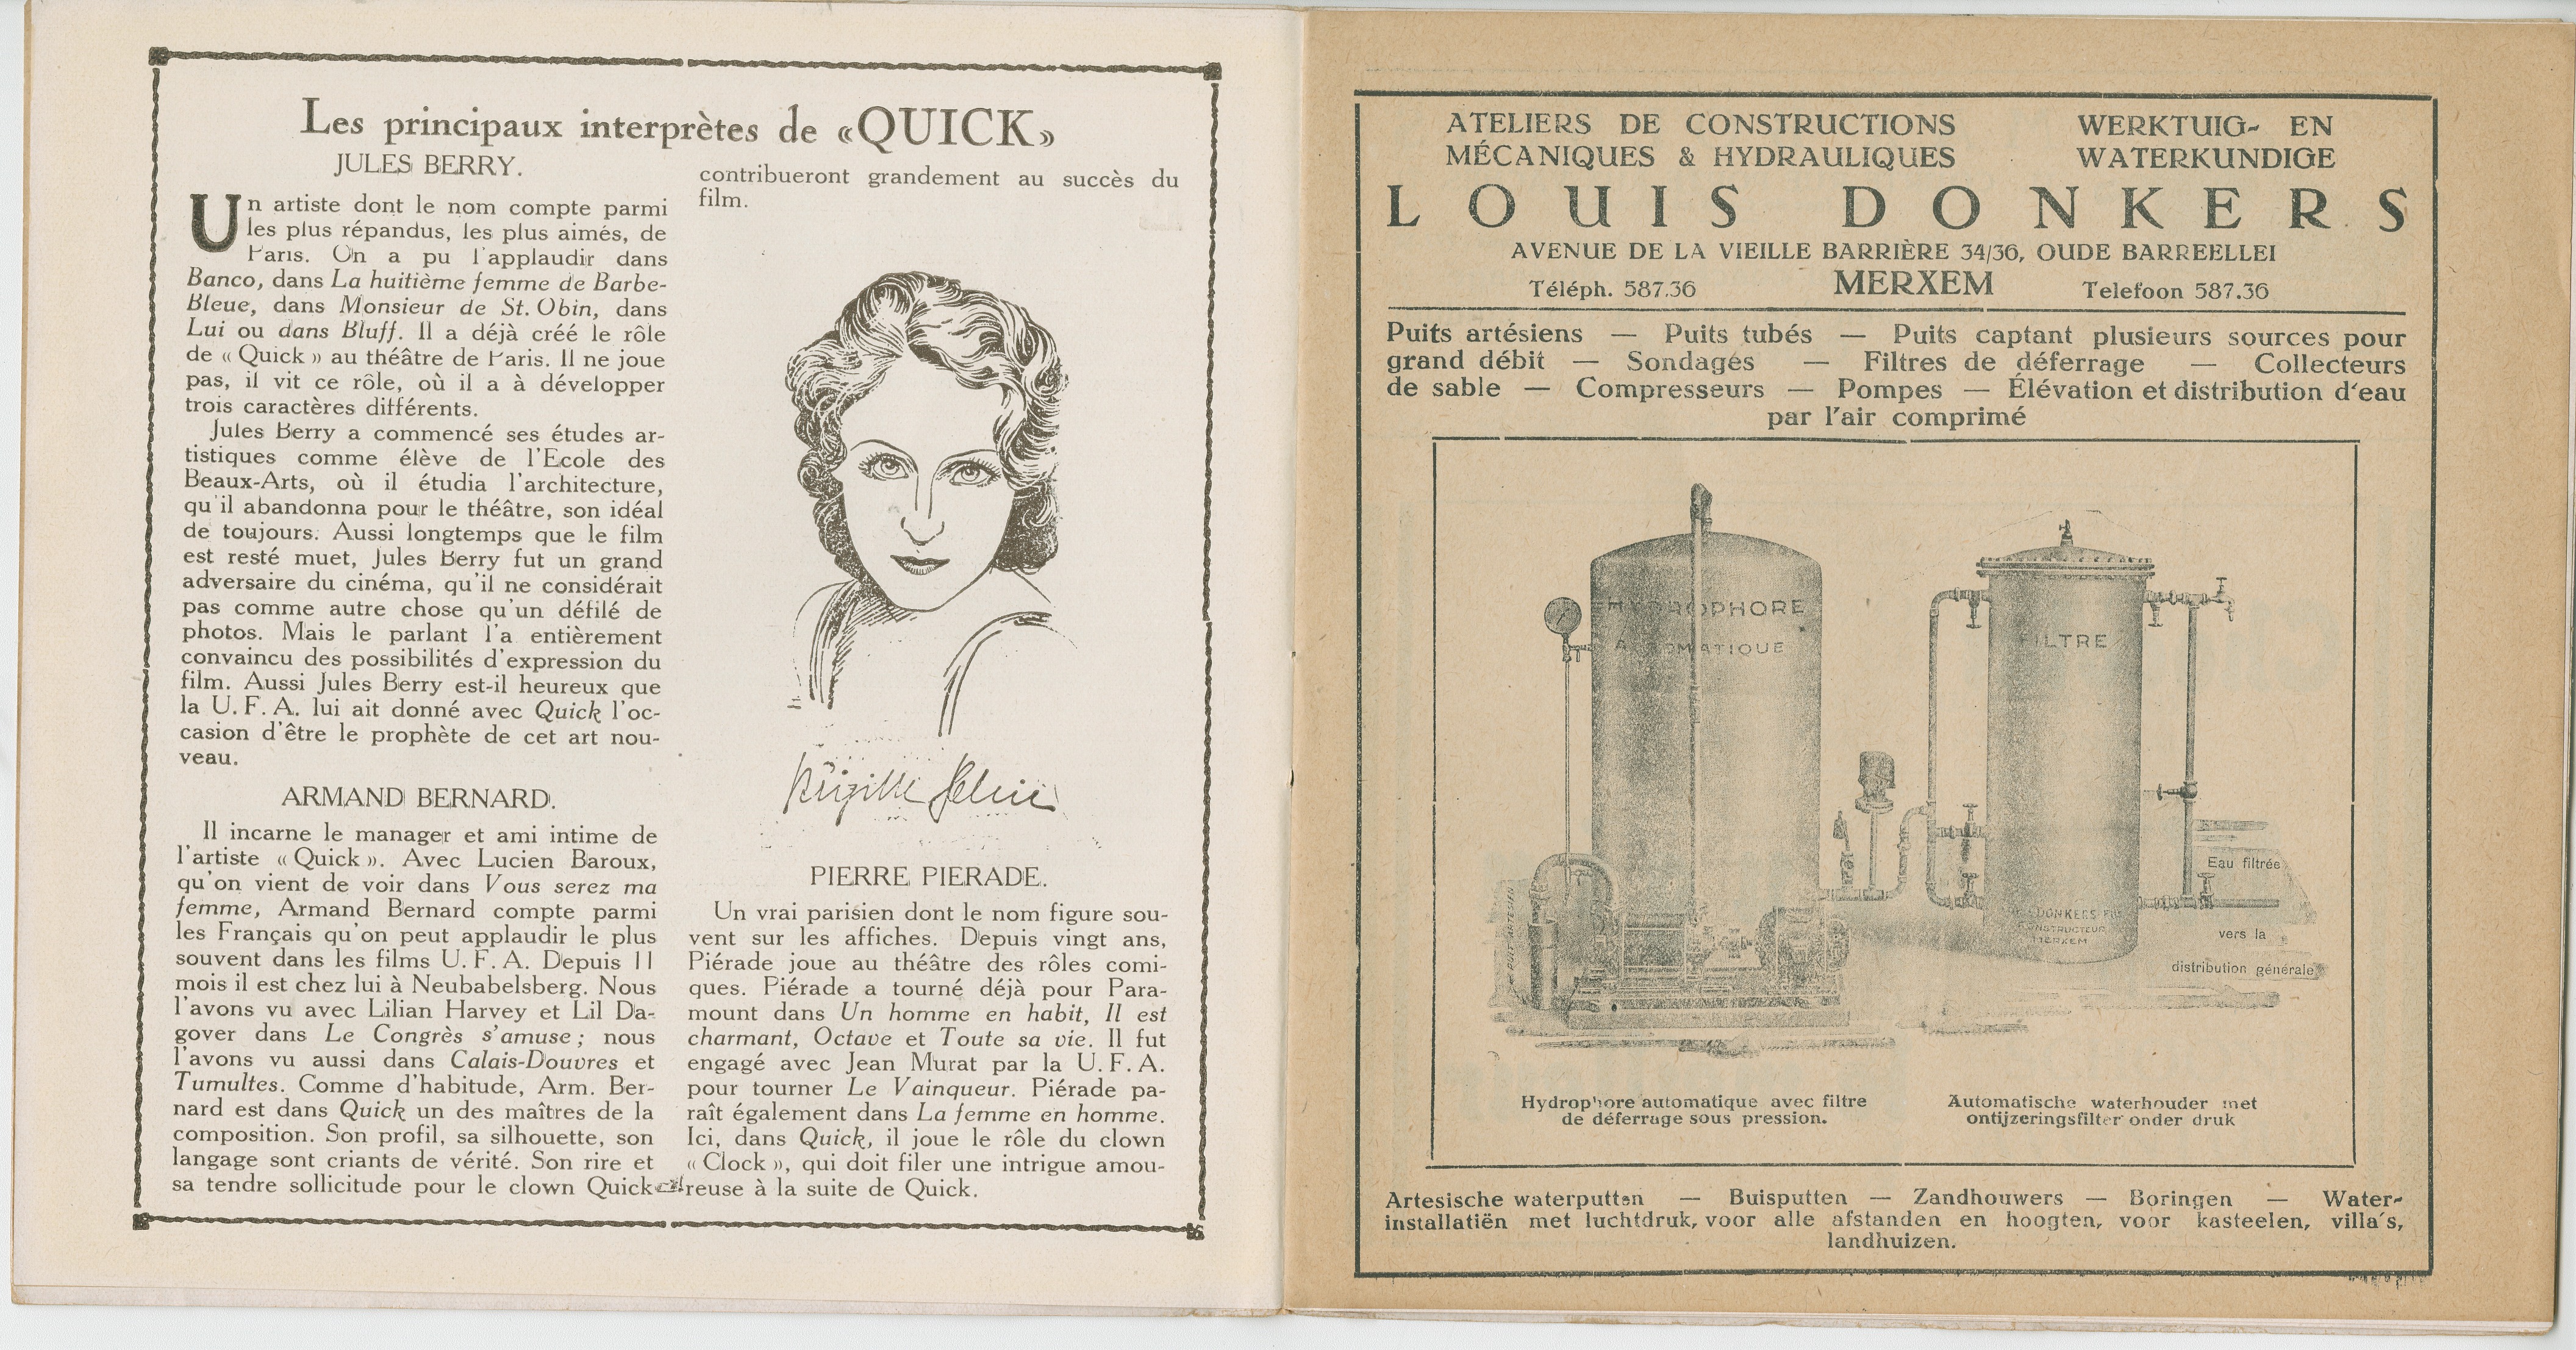 Les principaux interprètes de «QUICK»
JULES BERRY.
Un artiste dont le nom compte parmi
les plus répandus, les plus aimés, de
Paris. On a pu l'applaudir dans
Banco, dans La huitième femme de Barbe-
Bleue, dans Monsieur de St. Obin, dans
Lui ou dans Bluff. Il a déjà créé le rôle
de « Quick » au théâtre de Paris. Il ne joue
pas, il vit ce rôle, où il a à développer
trois caractères différents.
Jules Berry a commencé ses études ar-
tistiques comme élève de l'Ecole des
Beaux-Arts, où il étudia l'architecture,
qu'il abandonna pour le théâtre, son idéal
de toujours. Aussi longtemps que le film
est resté muet, Jules Berry fut un grand
adversaire du cinéma, qu'il ne considérait
pas comme autre chose qu'un défilé de
photos. Mais le parlant l'a entièrement
convaincu des possibilités d'expression du
film. Aussi Jules Berry est-il heureux que
la U. F. A. lui ait donné avec Quick l'oc-
casion d'être le prophète de cet art nou-
veau.
ARMAND BERNARD.
Il incarne le manager et ami intime de
l'artiste « Quick ». Avec Lucien Baroux,
qu'on vient de voir dans Vous serez ma
femme, Armand Bernard compte parmi
les Français qu'on peut applaudir le plus
souvent dans les films U. F. A. Depuis 11
mois il est chez lui à Neubabelsberg. Nous
l'avons vu avec Lilian Harvey et Lil Da-
gover dans Le Congrès s'amuse ; nous
l'avons vu aussi dans Calais-Douvres et
Tumultes. Comme d'habitude, Arm. Ber-
nard est dans Quick un des maîtres de la
composition. Son profil, sa silhouette, son
langage sont criants de vérité. Son rire et
sa tendre sollicitude pour le clown Quick
contribueront grandement au succès du
film.
Brigitte Helm
PIERRE PIERADE.
Un vrai parisien dont le nom figure sou-
vent sur les affiches. Depuis vingt ans,
Piérade joue au théâtre des rôles comi-
ques. Piérade a tourné déjà pour Para-
mount dans Un homme en habit, Il est
charmant, Octave et Toute sa vie. Il fut
engagé avec Jean Murat par la U. F. A.
pour tourner Le Vainqueur. Piérade pa-
raît également dans La femme en homme.
Ici, dans Quick, il joue le rôle du clown
« Clock », qui doit filer une intrigue amou-
reuse à la suite de Quick.
ATELIERS DE CONSTRUCTIONS
MÉCANIQUES & HYDRAULIQUES
WERKTUIG- EN
WATERKUNDIGE
LOUIS DONKERS
AVENUE DE LA VIEILLE BARRIÈRE 34/36, OUDE BARREELLEI
Téléph. 587.36 MERXEM Telefoon 587.36
Puits artésiens — Puits tubés — Puits captant plusieurs sources pour
grand débit — Sondages — Filtres de déferrage — Collecteurs
de sable — Compresseurs — Pompes — Élévation et distribution d'eau
par l'air comprimé
HYDROPHORE
AUTOMATIQUE
FILTRE
DONKERS
CONSTRUCTEUR
MERXEM
Eau filtrée
vers la
distribution générale
Hydrophore automatique avec filtre
de déferrage sous pression.
Automatische waterhouder met
ontijzeringsfilter onder druk
Artesische waterputten — Buisputten — Zandhouwers — Boringen — Water-
installatiën met luchtdruk, voor alle afstanden en hoogten, voor kasteelen, villa's,
landhuizen.